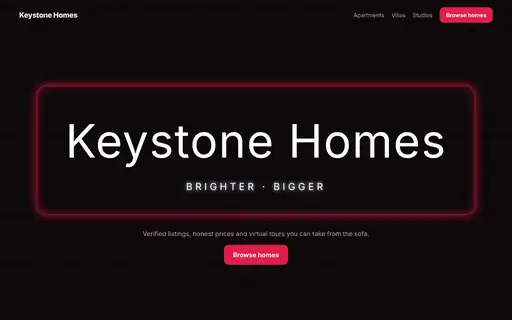 Keystone Homes
Apartments Villas Studios Browse homes
Keystone Homes
BRIGHTER · BIGGER
Verified listings, honest prices and virtual tours you can take from the sofa.
Browse homes